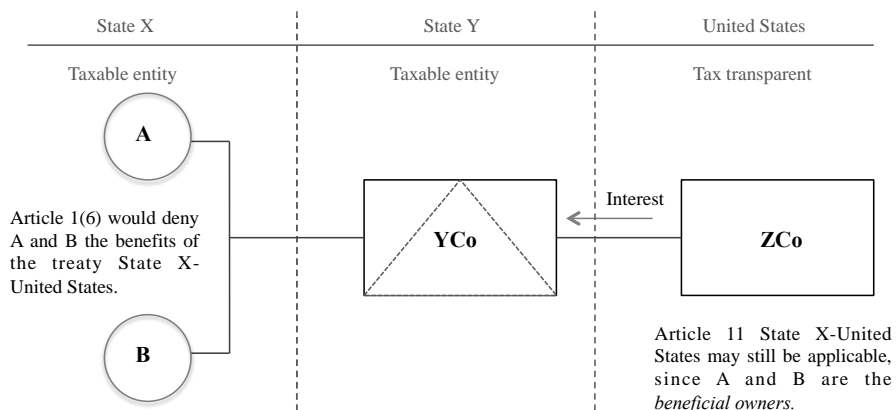 State X
State Y
United States
Taxable entity
Taxable entity
Tax transparent
A
Article 1(6) would deny
A and B the benefits of
the treaty State X-
United States.
B
YCo
Interest
ZCo
Article 11 State X-United
States may still be applicable,
since A and B are the
beneficial owners.